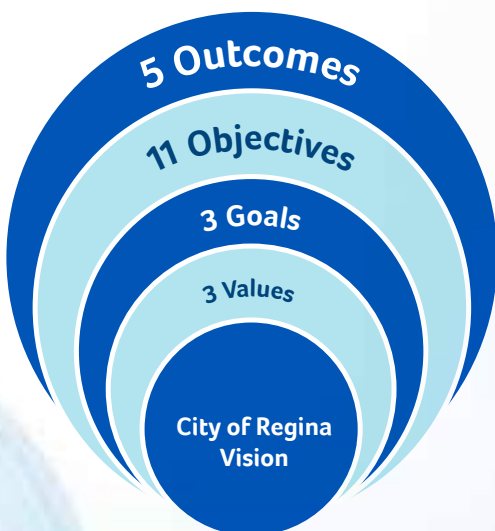 5 Outcomes
11 Objectives
3 Goals
3 Values
City of Regina
Vision